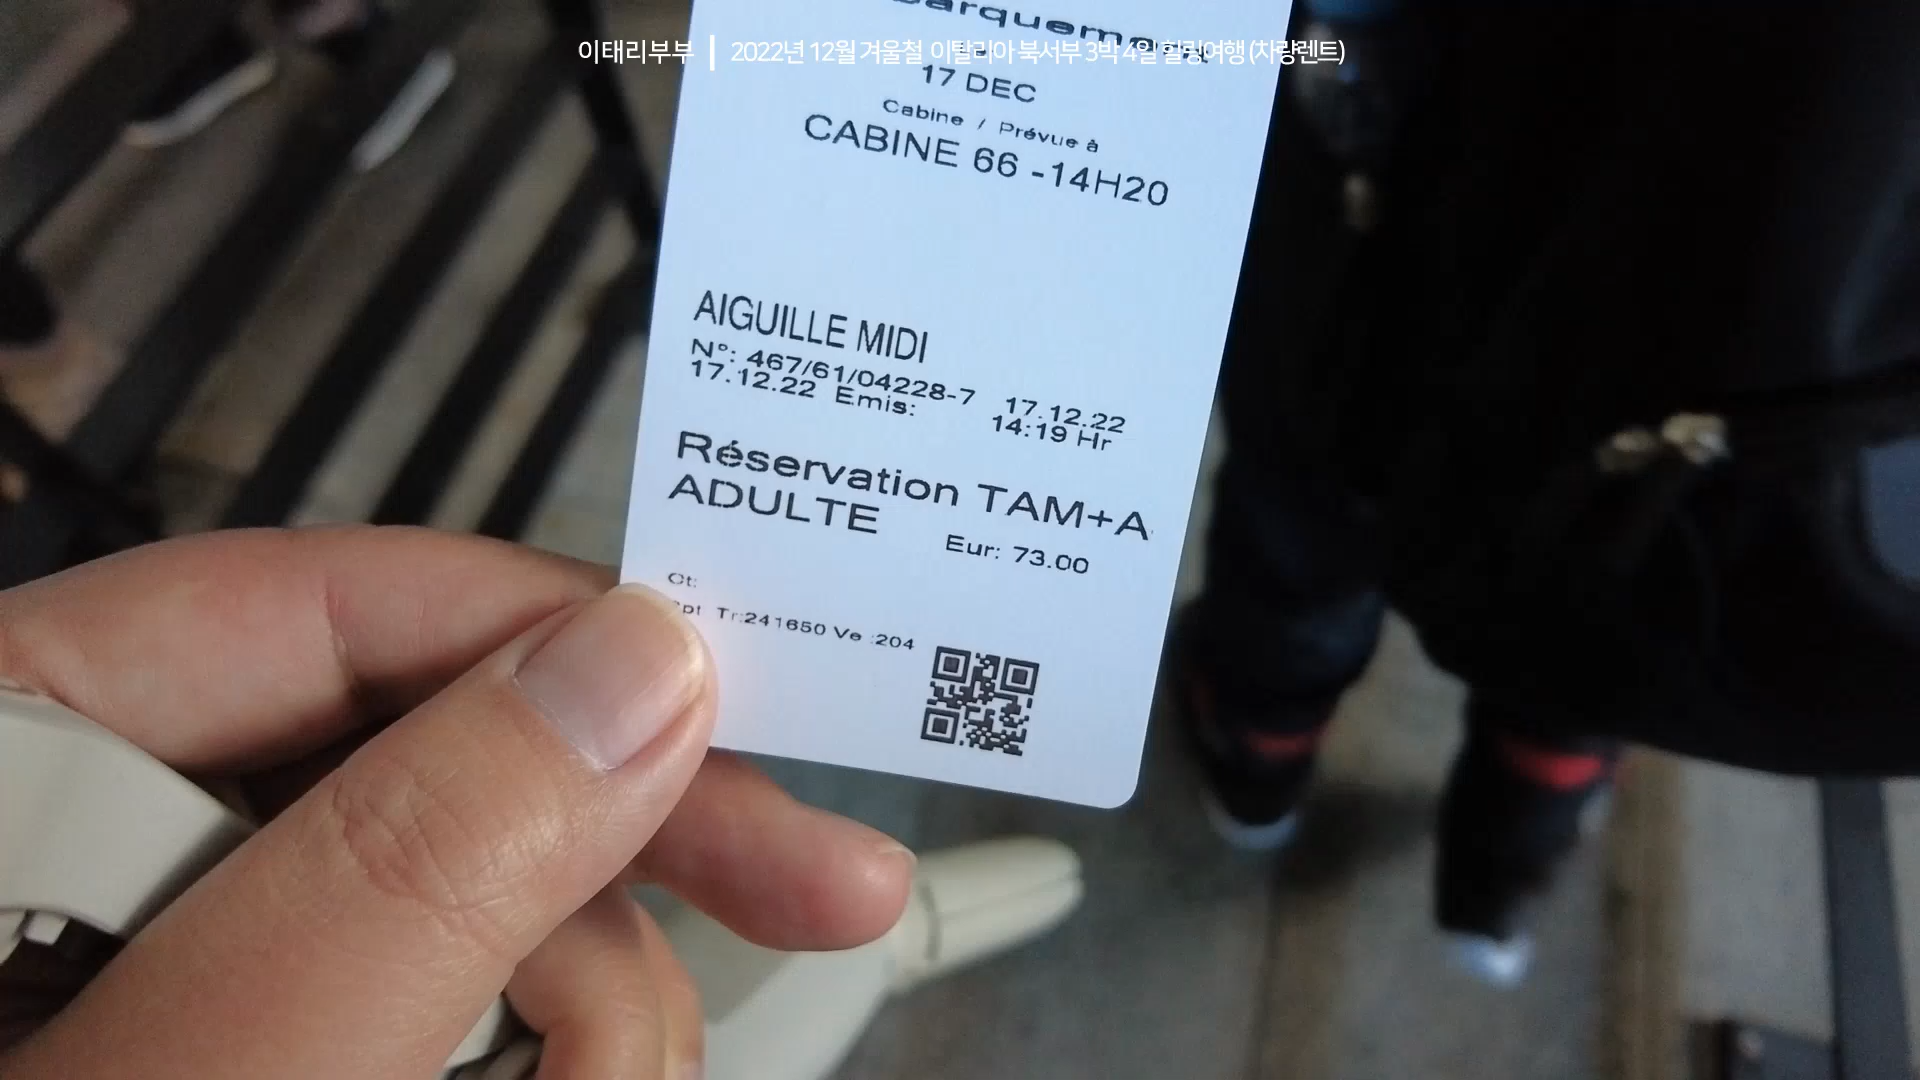 이태리부부 | 2022년 12월 겨울철 이탈리아 북서부 3박 4일 힐링여행 (차량렌트)
17 DEC
Cabine / Prévue à
CABINE 66 -14H20
AIGUILLE MIDI
N°: 467/61/04228-7 17.12.22
17.12.22 Emis: 14:19 Hr
Réservation TAM+A
ADULTE
Eur: 73.00
Ct:
Tr:241650 Ve :204